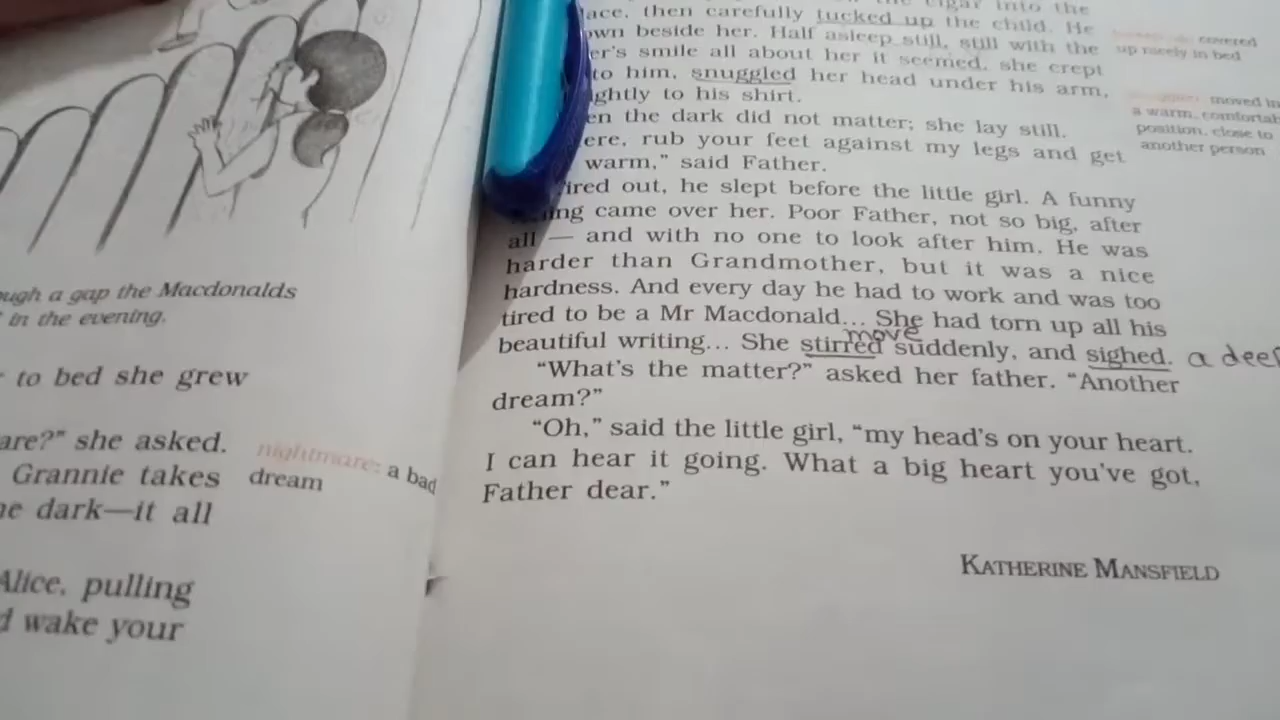 ough a gap the Macdonalds
in the evening.
to bed she grew
are?" she asked.
Grannie takes
he dark—it all
Alice, pulling
d wake your
nightmare: a bad
dream
the cigar into the
ace, then carefully tucked up the child. He
own beside her. Half asleep still, still with the
er's smile all about her it seemed, she crept
to him, snuggled her head under his arm,
ghtly to his shirt.
en the dark did not matter; she lay still.
ere, rub your feet against my legs and get
warm," said Father.
ired out, he slept before the little girl. A funny
ing came over her. Poor Father, not so big, after
all — and with no one to look after him. He was
harder than Grandmother, but it was a nice
hardness. And every day he had to work and was too
tired to be a Mr Macdonald... She had torn up all his
move
beautiful writing... She stirred suddenly, and sighed. a deep
"What's the matter?" asked her father. "Another
dream?"
"Oh," said the little girl, "my head's on your heart.
I can hear it going. What a big heart you've got,
Father dear."
KATHERINE MANSFIELD
covered
up nicely in bed
moved in
a warm, comfortab
position, close to
another person